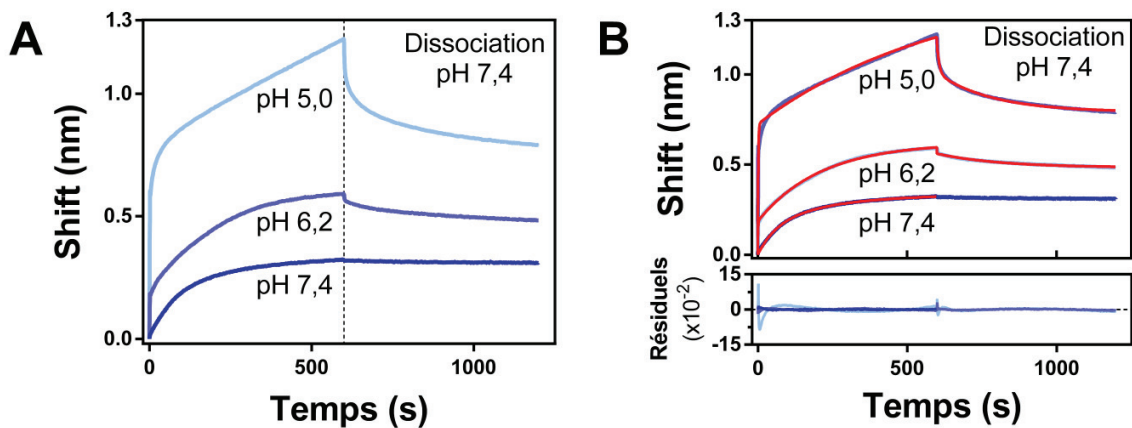 A
Shift (nm)
1.3
1.0
0.5
0.0
Dissociation
pH 7,4
pH 5,0
pH 6,2
pH 7,4
0
500
1000
Temps (s)
B
Shift (nm)
1.3
1.0
0.5
0.0
Dissociation
pH 7,4
pH 5,0
pH 6,2
pH 7,4
Résiduels
(x10-2)
15
0
-15
0
500
1000
Temps (s)